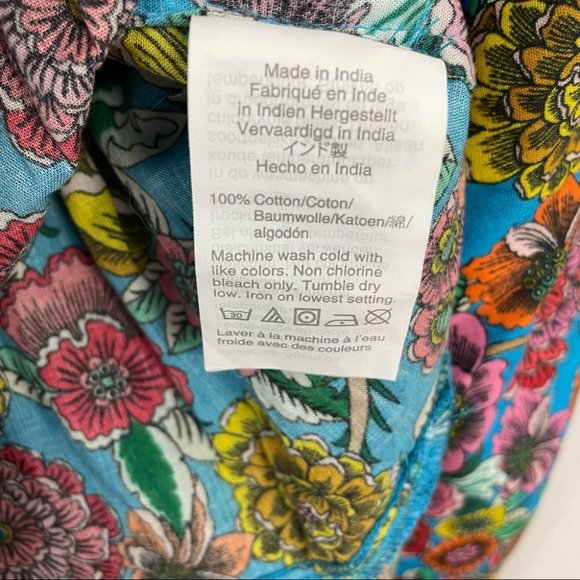 Made in India
Fabriqué en Inde
in Indien Hergestellt
Vervaardigd in India
インド製
Hecho en India
100% Cotton/Coton/
Baumwolle/Katoen/綿/
algodón
Machine wash cold with
like colors. Non chlorine
bleach only. Tumble dry
low. Iron on lowest setting.
30
Laver à la machine à l'eau
froide avec des couleurs